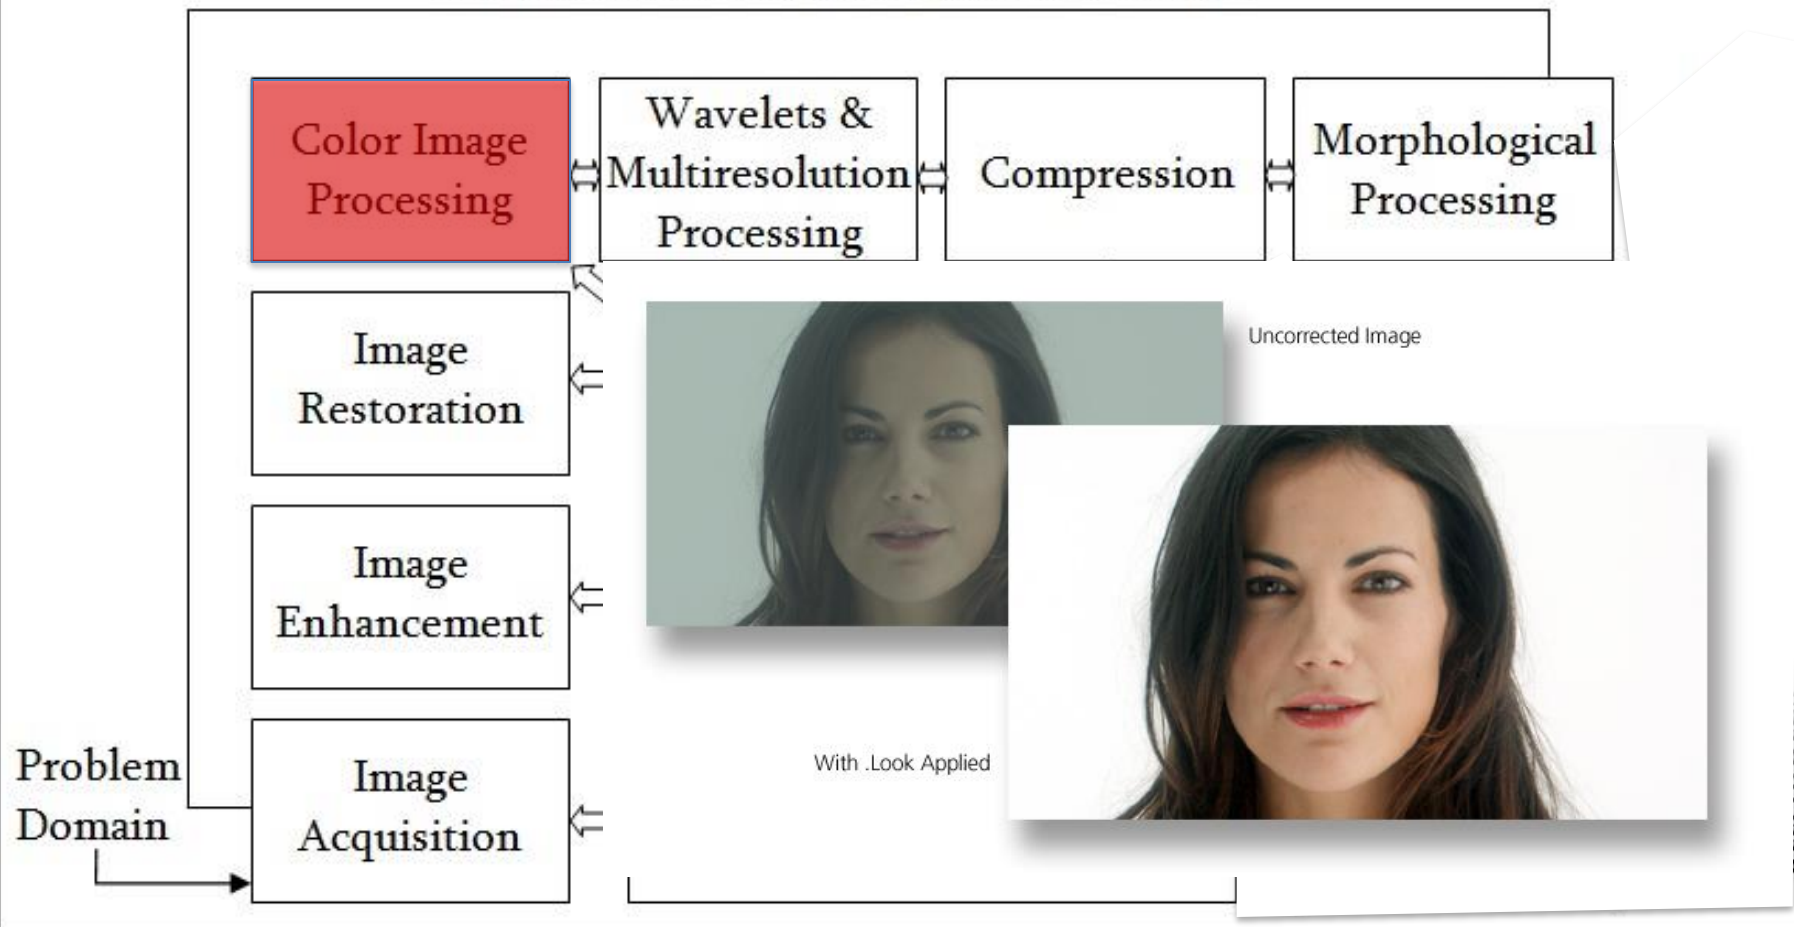 Color Image
Processing
Wavelets &
Multiresolution
Processing
Compression
Morphological
Processing
Image
Restoration
Uncorrected Image
Image
Enhancement
With .Look Applied
Problem
Domain
Image
Acquisition